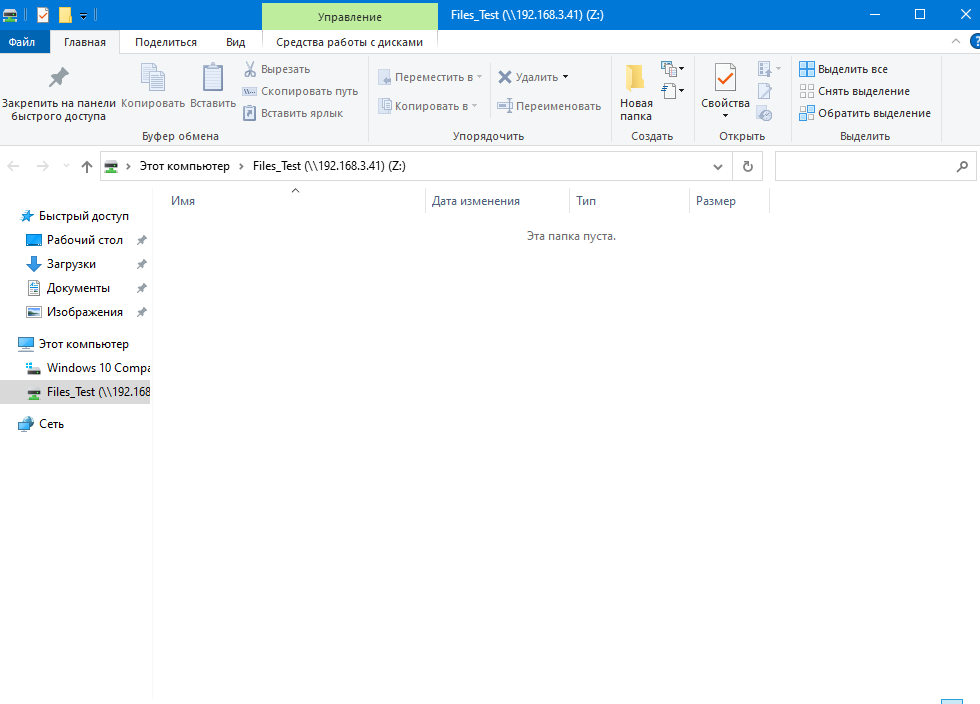 Управление
Files_Test (\\192.168.3.41) (Z:)
Файл
Главная
Поделиться
Вид
Средства работы с дисками
Закрепить на панели
быстрого доступа
Копировать
Вставить
Вырезать
Скопировать путь
Вставить ярлык
Буфер обмена
Переместить в
Копировать в
Удалить
Переименовать
Упорядочить
Новая
папка
Создать
Свойства
Открыть
Выделить все
Снять выделение
Обратить выделение
Выделить
Этот компьютер
Files_Test (\\192.168.3.41) (Z:)
Имя
Дата изменения
Тип
Размер
Эта папка пуста.
Быстрый доступ
Рабочий стол
Загрузки
Документы
Изображения
Этот компьютер
Windows 10 Compa
Files_Test (\\192.168
Сеть